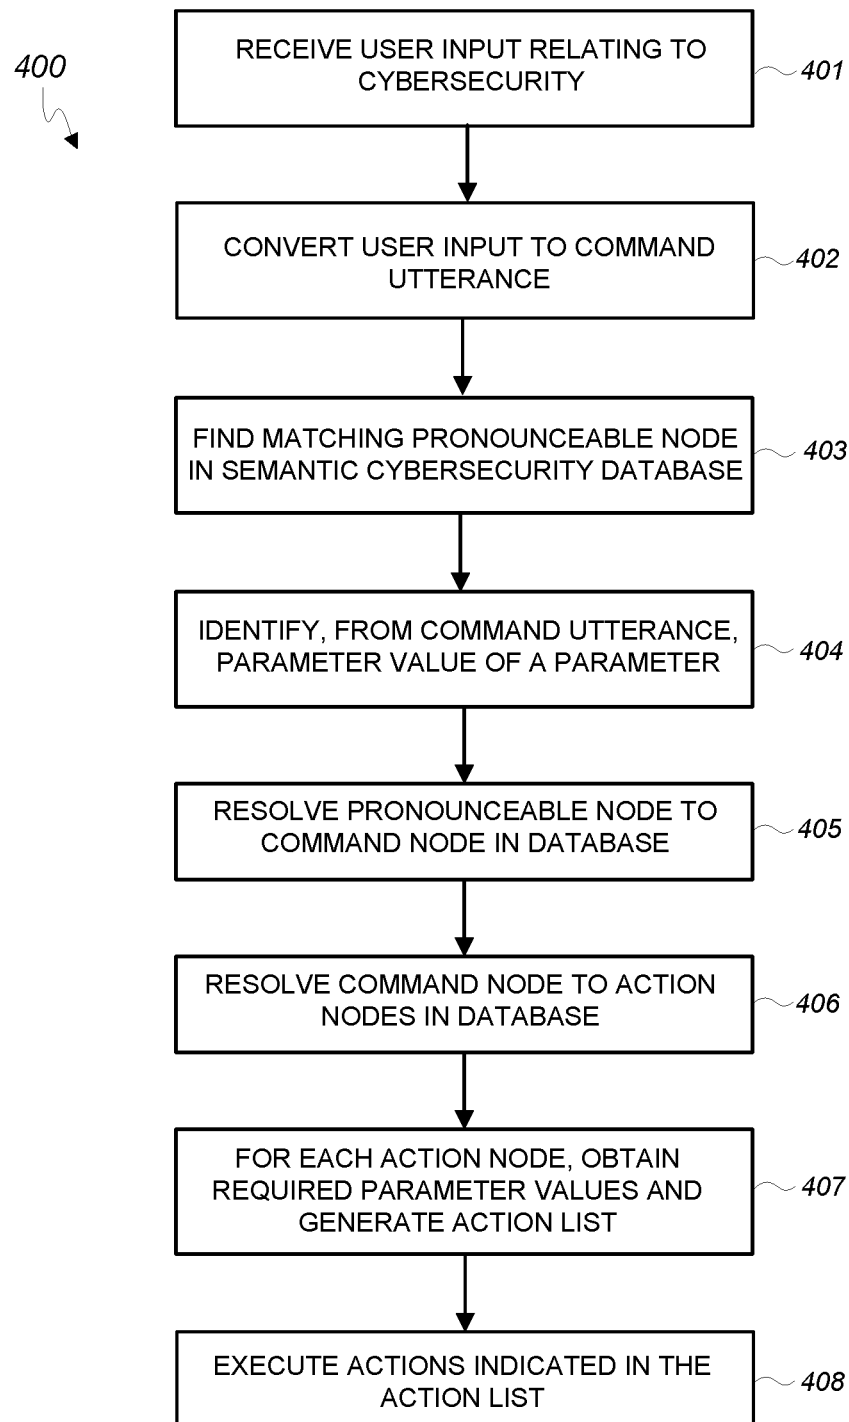 400
RECEIVE USER INPUT RELATING TO
CYBERSECURITY
401
CONVERT USER INPUT TO COMMAND
UTTERANCE
402
FIND MATCHING PRONOUNCEABLE NODE
IN SEMANTIC CYBERSECURITY DATABASE
403
IDENTIFY, FROM COMMAND UTTERANCE,
PARAMETER VALUE OF A PARAMETER
404
RESOLVE PRONOUNCEABLE NODE TO
COMMAND NODE IN DATABASE
405
RESOLVE COMMAND NODE TO ACTION
NODES IN DATABASE
406
FOR EACH ACTION NODE, OBTAIN
REQUIRED PARAMETER VALUES AND
GENERATE ACTION LIST
407
EXECUTE ACTIONS INDICATED IN THE
ACTION LIST
408